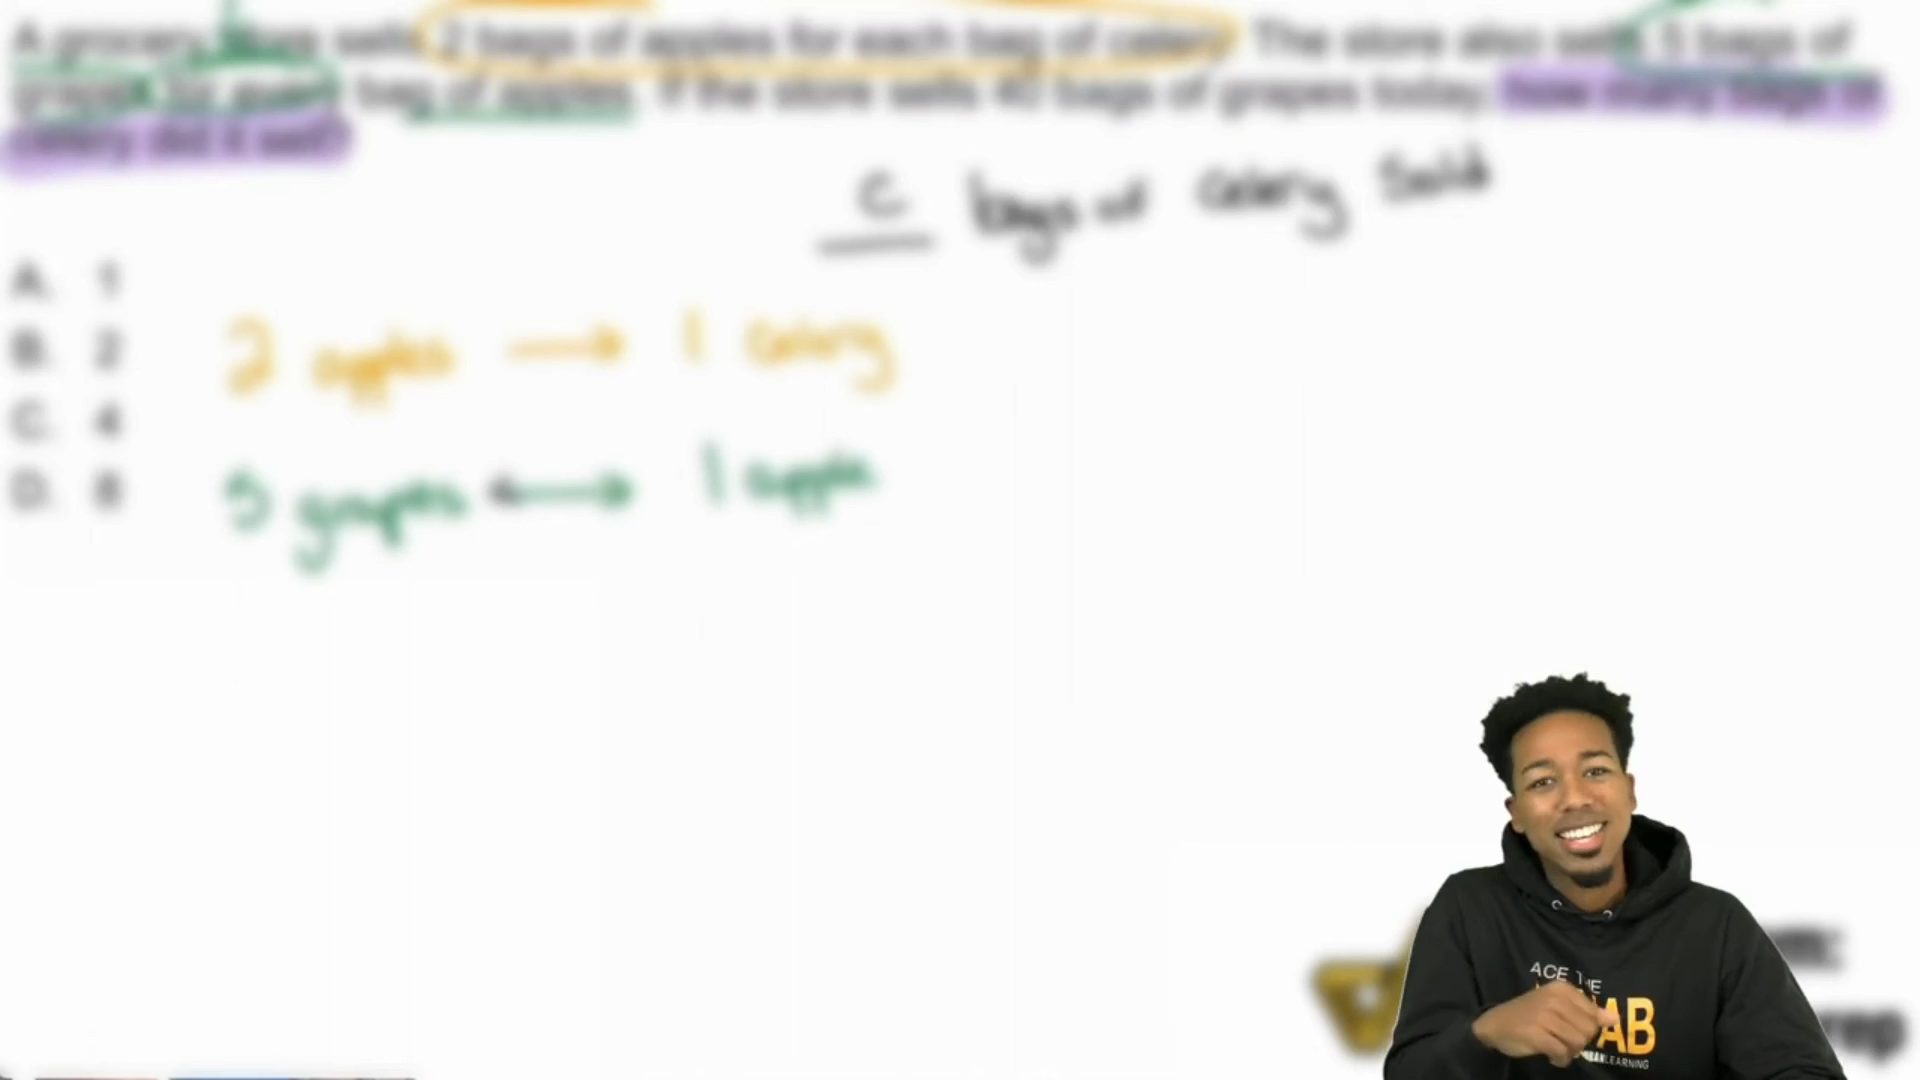 A grocery store sells 2 bags of apples for each bag of celery. The store also sells 5 bags of
grapes for every bag of apples. If the store sells 40 bags of grapes today, how many bags of
celery did it sell?
C bags of celery sold
A. 1
B. 2
C. 4
D. 8
2 apples → 1 celery
5 grapes ↔ 1 apple
ACE THE
AB
LEARNING